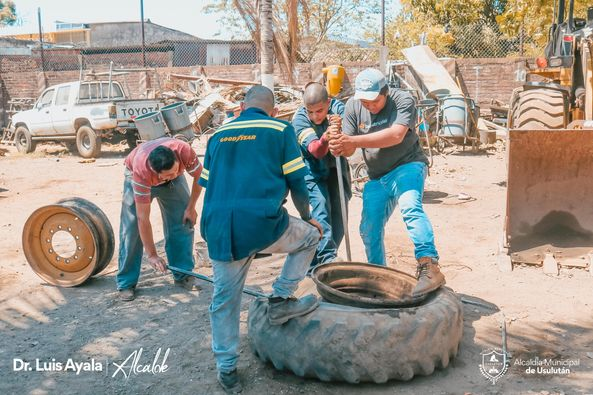 TOYOTA
GOODYEAR
Dr. Luis Ayala
Alcalde
Alcaldía Municipal
de Usulután